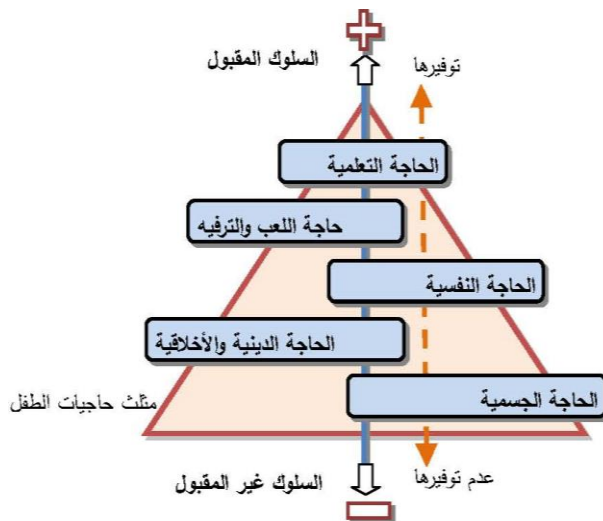 السلوك المقبول
توفيرها
الحاجة التعلمية
حاجة اللعب والترفيه
الحاجة النفسية
الحاجة الدينية والأخلاقية
الحاجة الجسمية
مثلث حاجيات الطفل
السلوك غير المقبول
عدم توفيرها